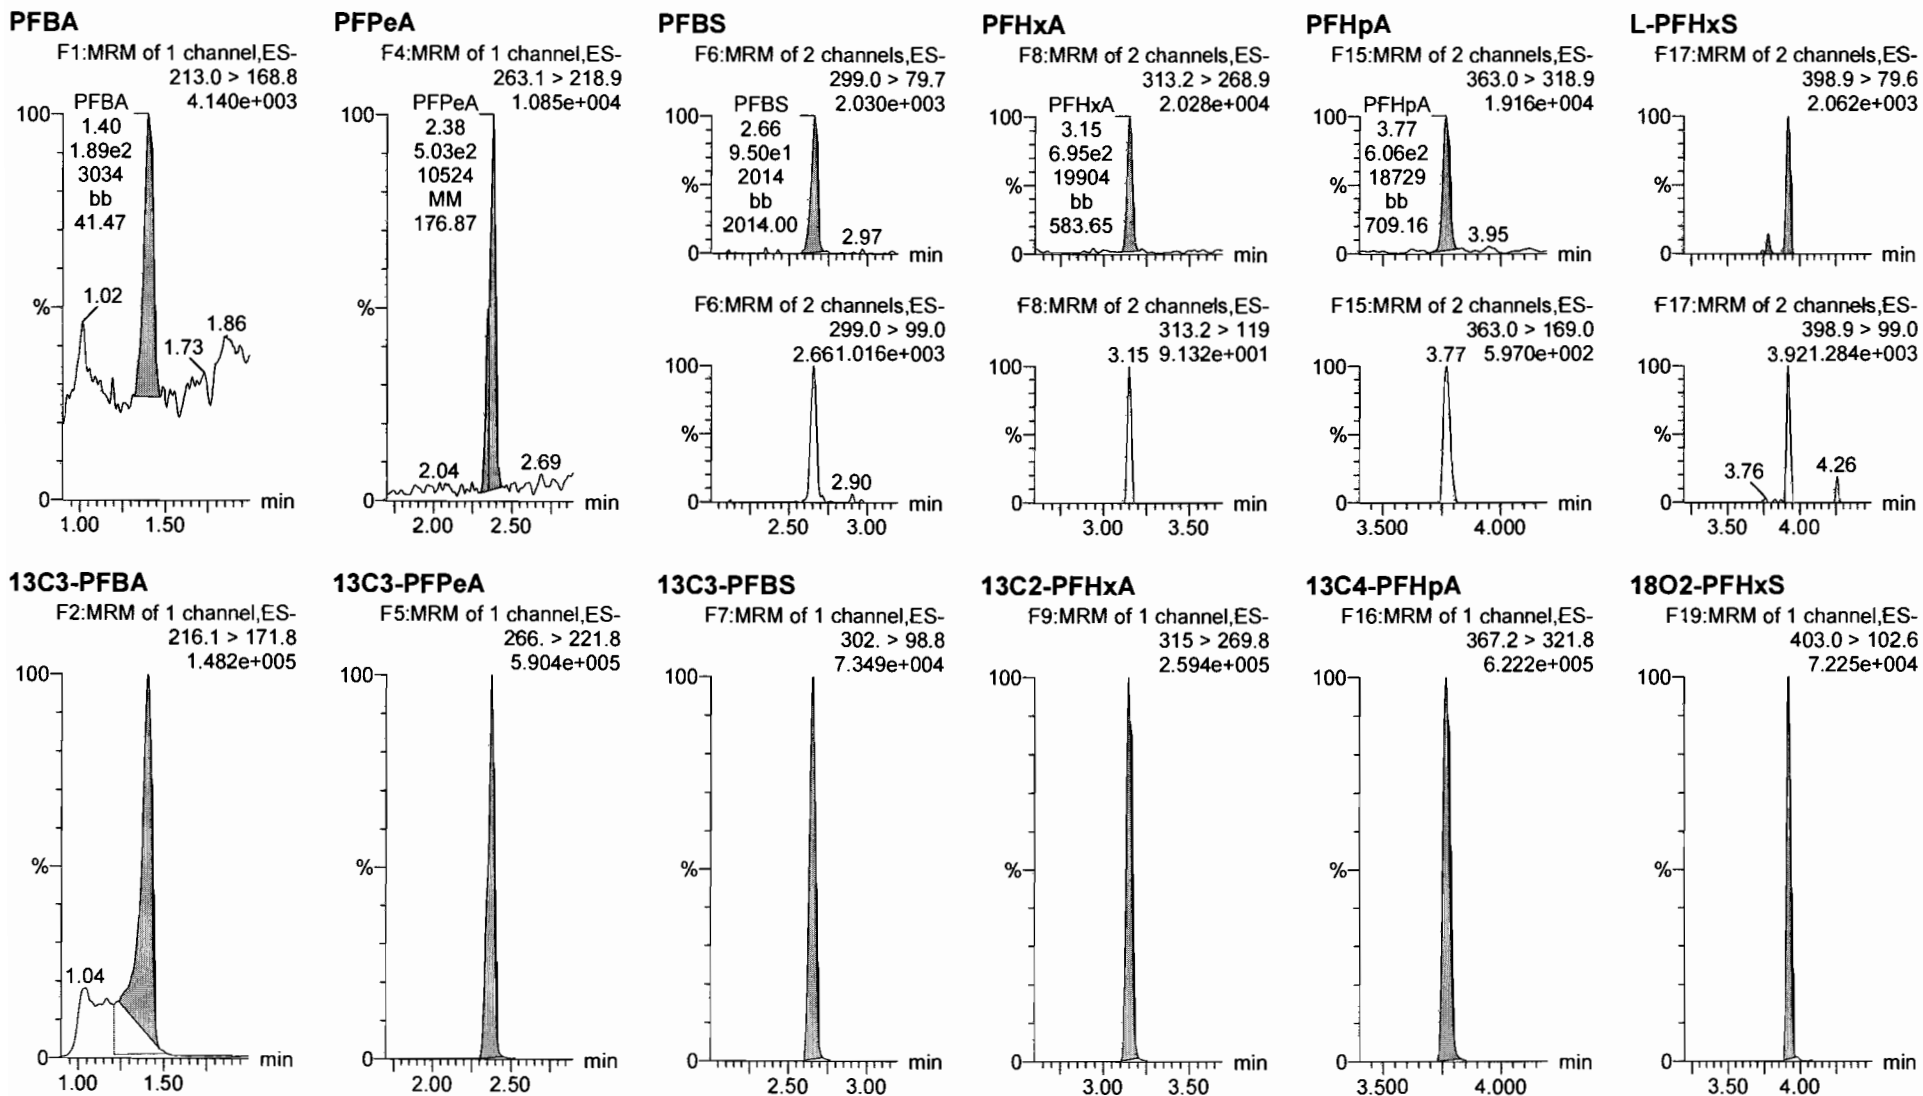 PFBA
F1:MRM of 1 channel,ES-
213.0 > 168.8
4.140e+003
100
PFBA
1.40
1.89e2
3034
bb
41.47
1.02
1.73
1.86
%
0
min
1.00
1.50
PFPeA
F4:MRM of 1 channel,ES-
263.1 > 218.9
1.085e+004
100
PFPeA
2.38
5.03e2
10524
MM
176.87
%
2.04
2.69
0
min
2.00
2.50
PFBS
F6:MRM of 2 channels,ES-
299.0 > 79.7
2.030e+003
100
PFBS
2.66
9.50e1
2014
bb
2014.00
%
2.97
0
min
F6:MRM of 2 channels,ES-
299.0 > 99.0
2.661.016e+003
100
%
2.90
0
min
2.50
3.00
PFHxA
F8:MRM of 2 channels,ES-
313.2 > 268.9
2.028e+004
100
PFHxA
3.15
6.95e2
19904
bb
583.65
%
0
min
F8:MRM of 2 channels,ES-
313.2 > 119
3.15 9.132e+001
100
%
0
min
3.00
3.50
PFHpA
F15:MRM of 2 channels,ES-
363.0 > 318.9
1.916e+004
100
PFHpA
3.77
6.06e2
18729
bb
709.16
%
3.95
0
min
F15:MRM of 2 channels,ES-
363.0 > 169.0
3.77 5.970e+002
100
%
0
min
3.500
4.000
L-PFHxS
F17:MRM of 2 channels,ES-
398.9 > 79.6
2.062e+003
100
%
0
min
F17:MRM of 2 channels,ES-
398.9 > 99.0
3.921.284e+003
100
%
3.76
4.26
0
min
3.50
4.00
13C3-PFBA
F2:MRM of 1 channel,ES-
216.1 > 171.8
1.482e+005
100
%
1.04
0
min
1.00
1.50
13C3-PFPeA
F5:MRM of 1 channel,ES-
266. > 221.8
5.904e+005
100
%
0
min
2.00
2.50
13C3-PFBS
F7:MRM of 1 channel,ES-
302. > 98.8
7.349e+004
100
%
0
min
2.50
3.00
13C2-PFHxA
F9:MRM of 1 channel,ES-
315 > 269.8
2.594e+005
100
%
0
min
3.00
3.50
13C4-PFHpA
F16:MRM of 1 channel,ES-
367.2 > 321.8
6.222e+005
100
%
0
min
3.500
4.000
18O2-PFHxS
F19:MRM of 1 channel,ES-
403.0 > 102.6
7.225e+004
100
%
0
min
3.50
4.00